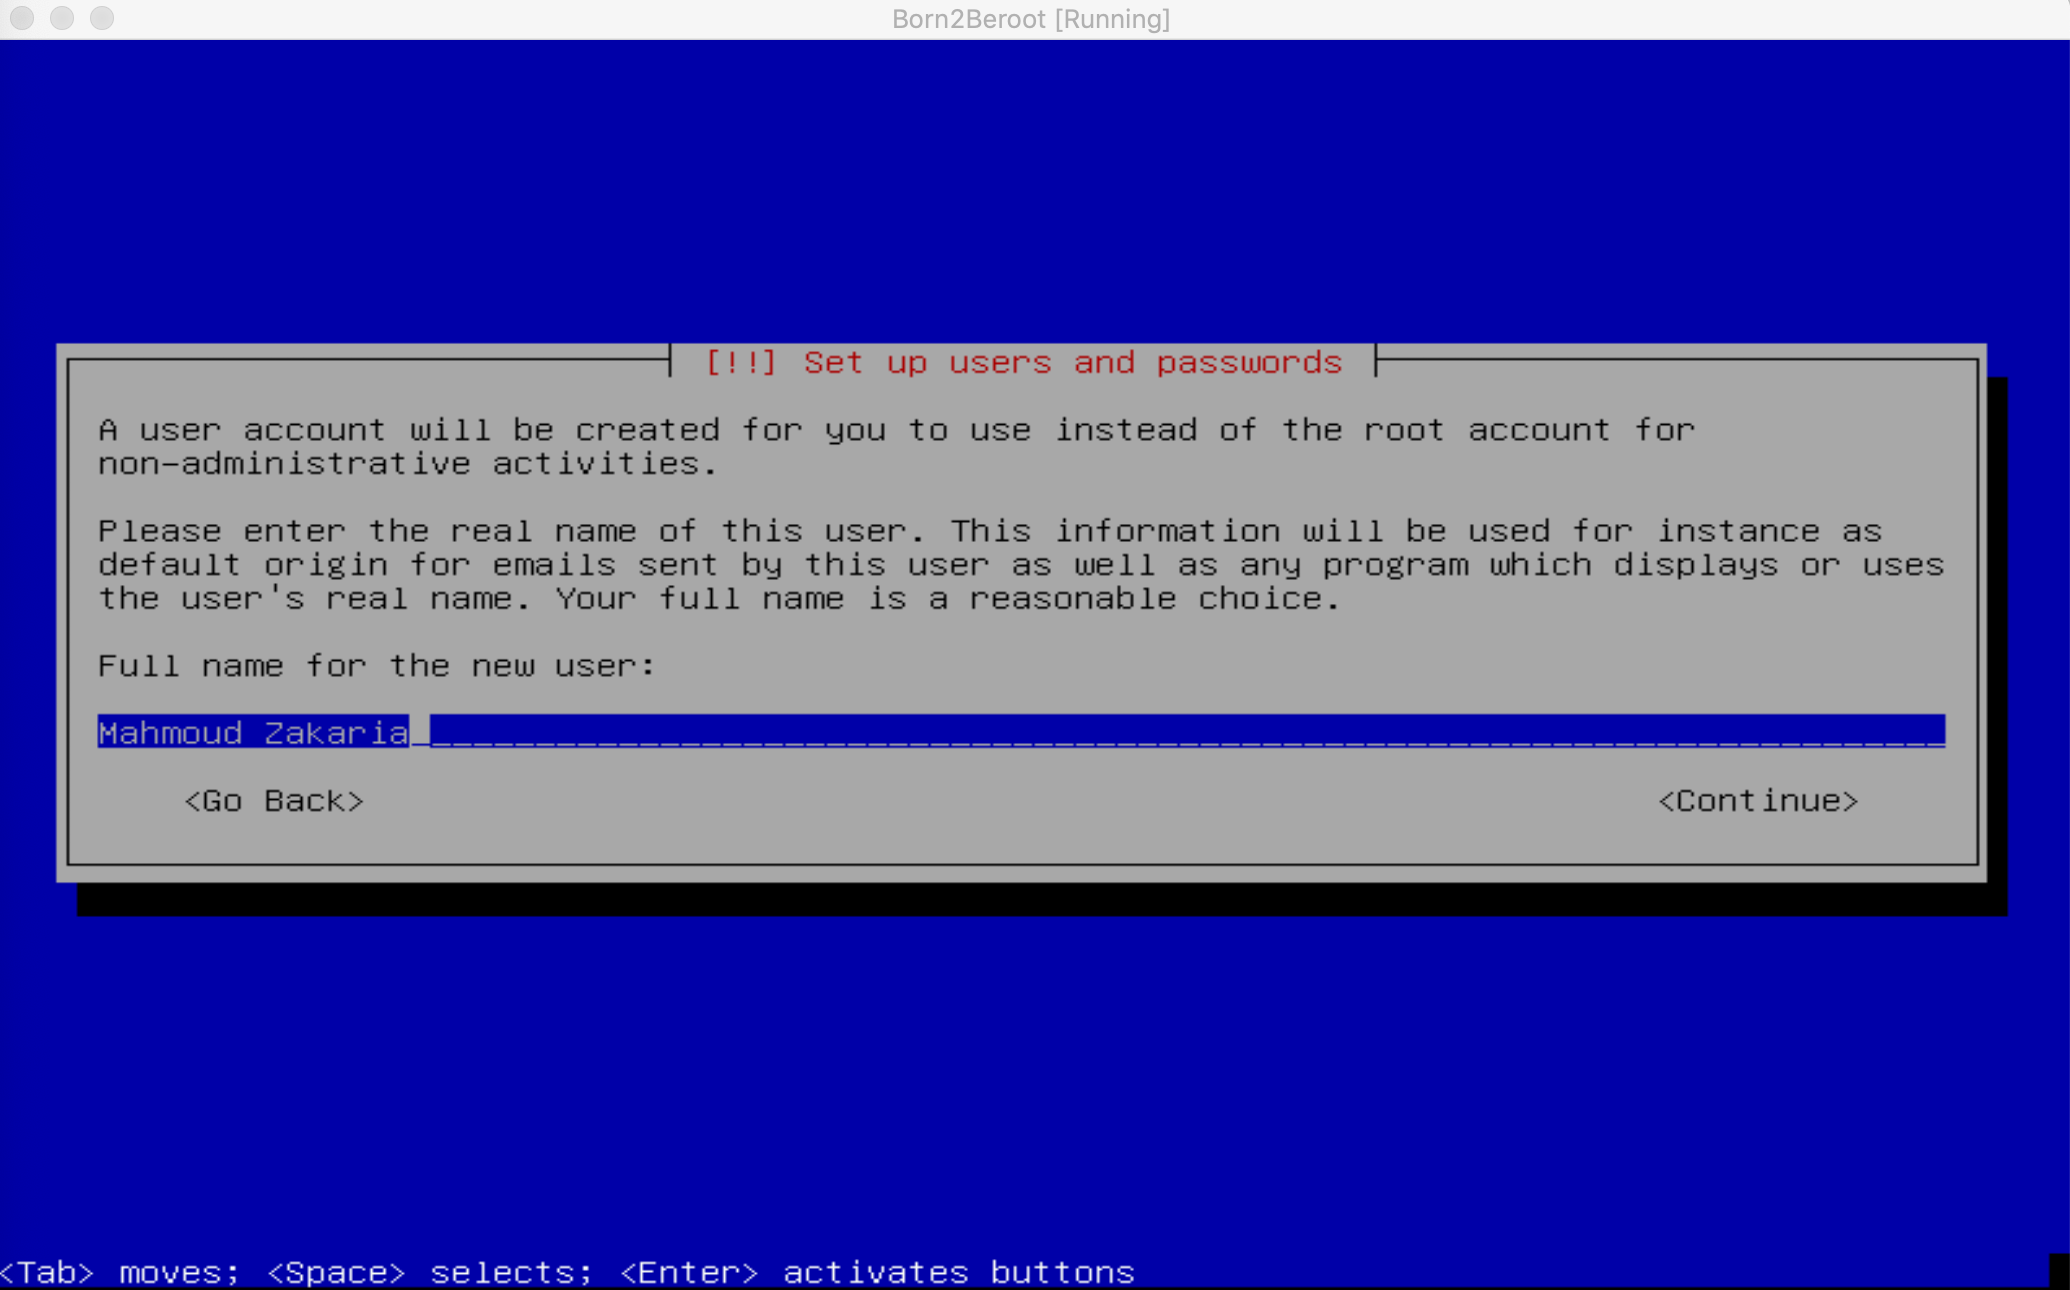 Born2Beroot [Running]
[!!] Set up users and passwords
A user account will be created for you to use instead of the root account for
non-administrative activities.
Please enter the real name of this user. This information will be used for instance as
default origin for emails sent by this user as well as any program which displays or uses
the user's real name. Your full name is a reasonable choice.
Full name for the new user:
Mahmoud Zakaria
<Go Back> <Continue>
<Tab> moves; <Space> selects; <Enter> activates buttons